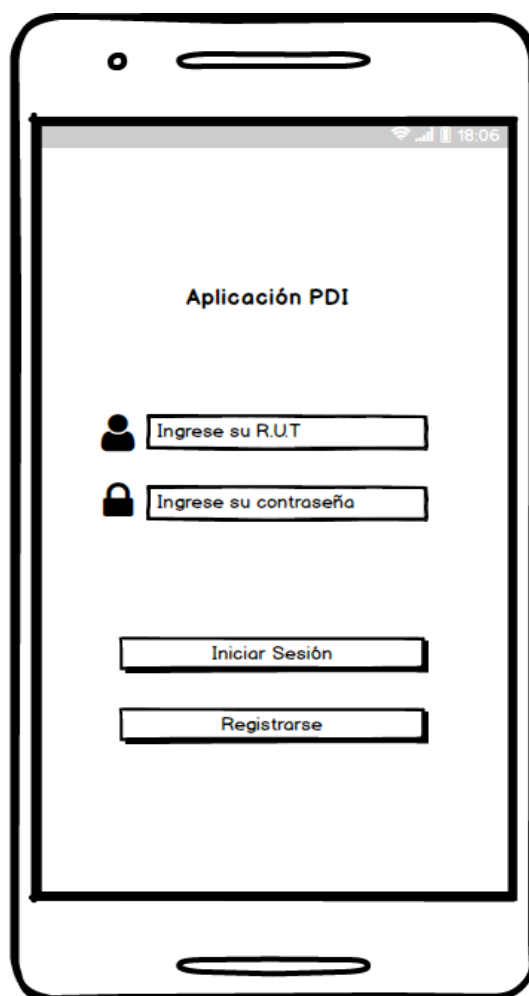 18:06
Aplicación PDI
Ingrese su R.U.T
Ingrese su contraseña
Iniciar Sesión
Registrarse